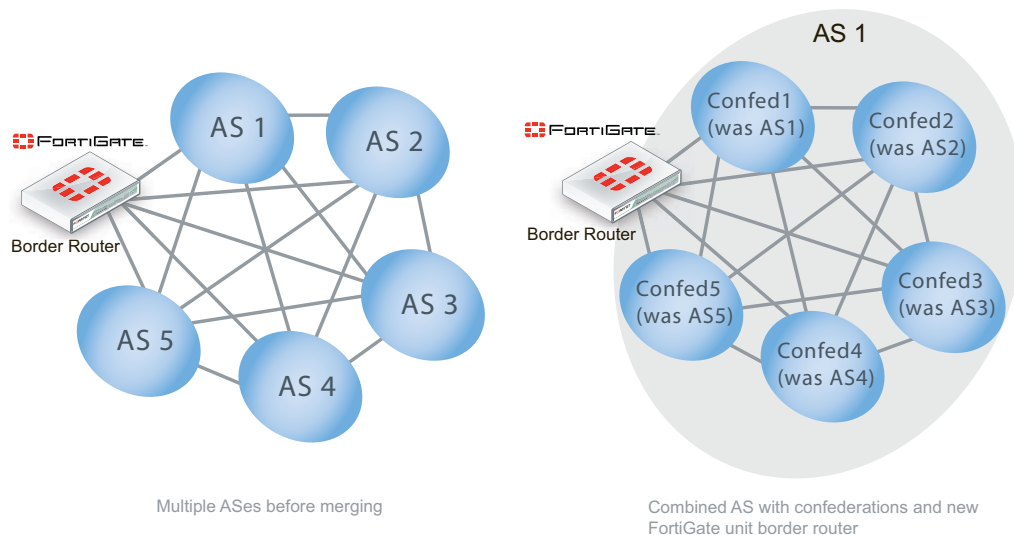 AS 1
AS 2
FORTIGATE
Border Router
AS 3
AS 5
AS 4
Multiple ASes before merging
AS 1
Confed1
(was AS1)
Confed2
(was AS2)
FORTIGATE
Border Router
Confed3
(was AS3)
Confed5
(was AS5)
Confed4
(was AS4)
Combined AS with confederations and new
FortiGate unit border router